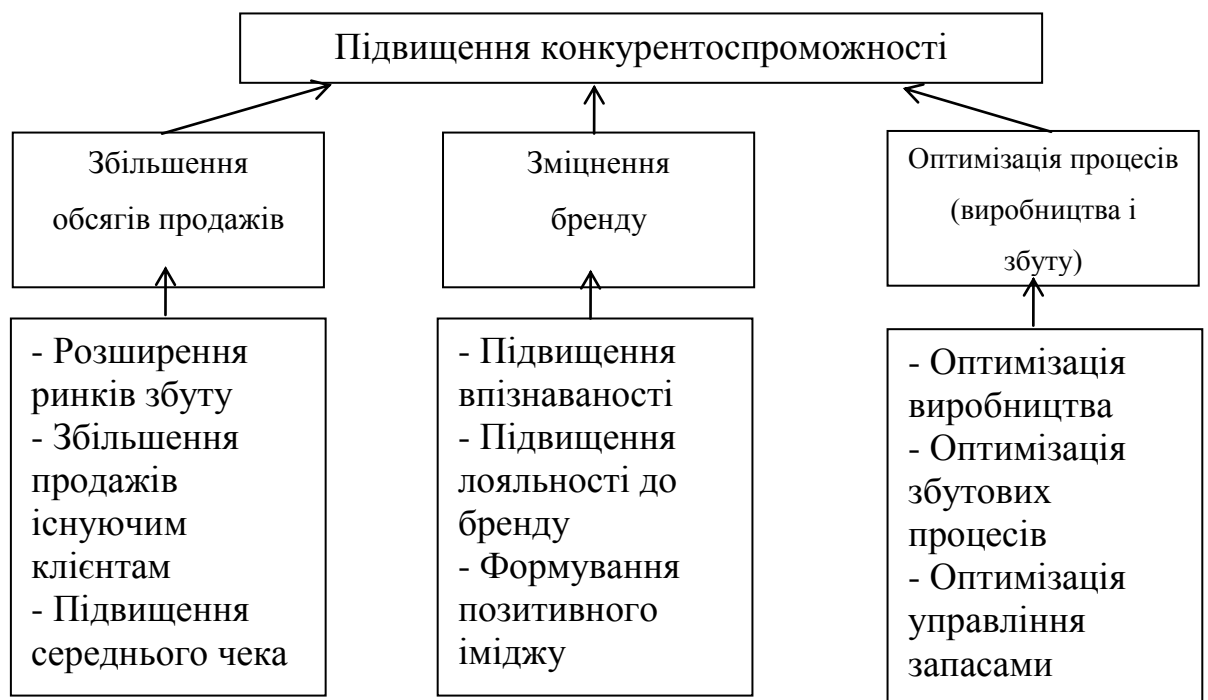 Підвищення конкурентоспроможності
Збільшення
обсягів продажів
Зміцнення
бренду
Оптимізація процесів
(виробництва і
збуту)
- Розширення
ринків збуту
- Збільшення
продажів
існуючим
клієнтам
- Підвищення
середнього чека
- Підвищення
впізнаваності
- Підвищення
лояльності до
бренду
- Формування
позитивного
іміджу
- Оптимізація
виробництва
- Оптимізація
збутових
процесів
- Оптимізація
управління
запасами